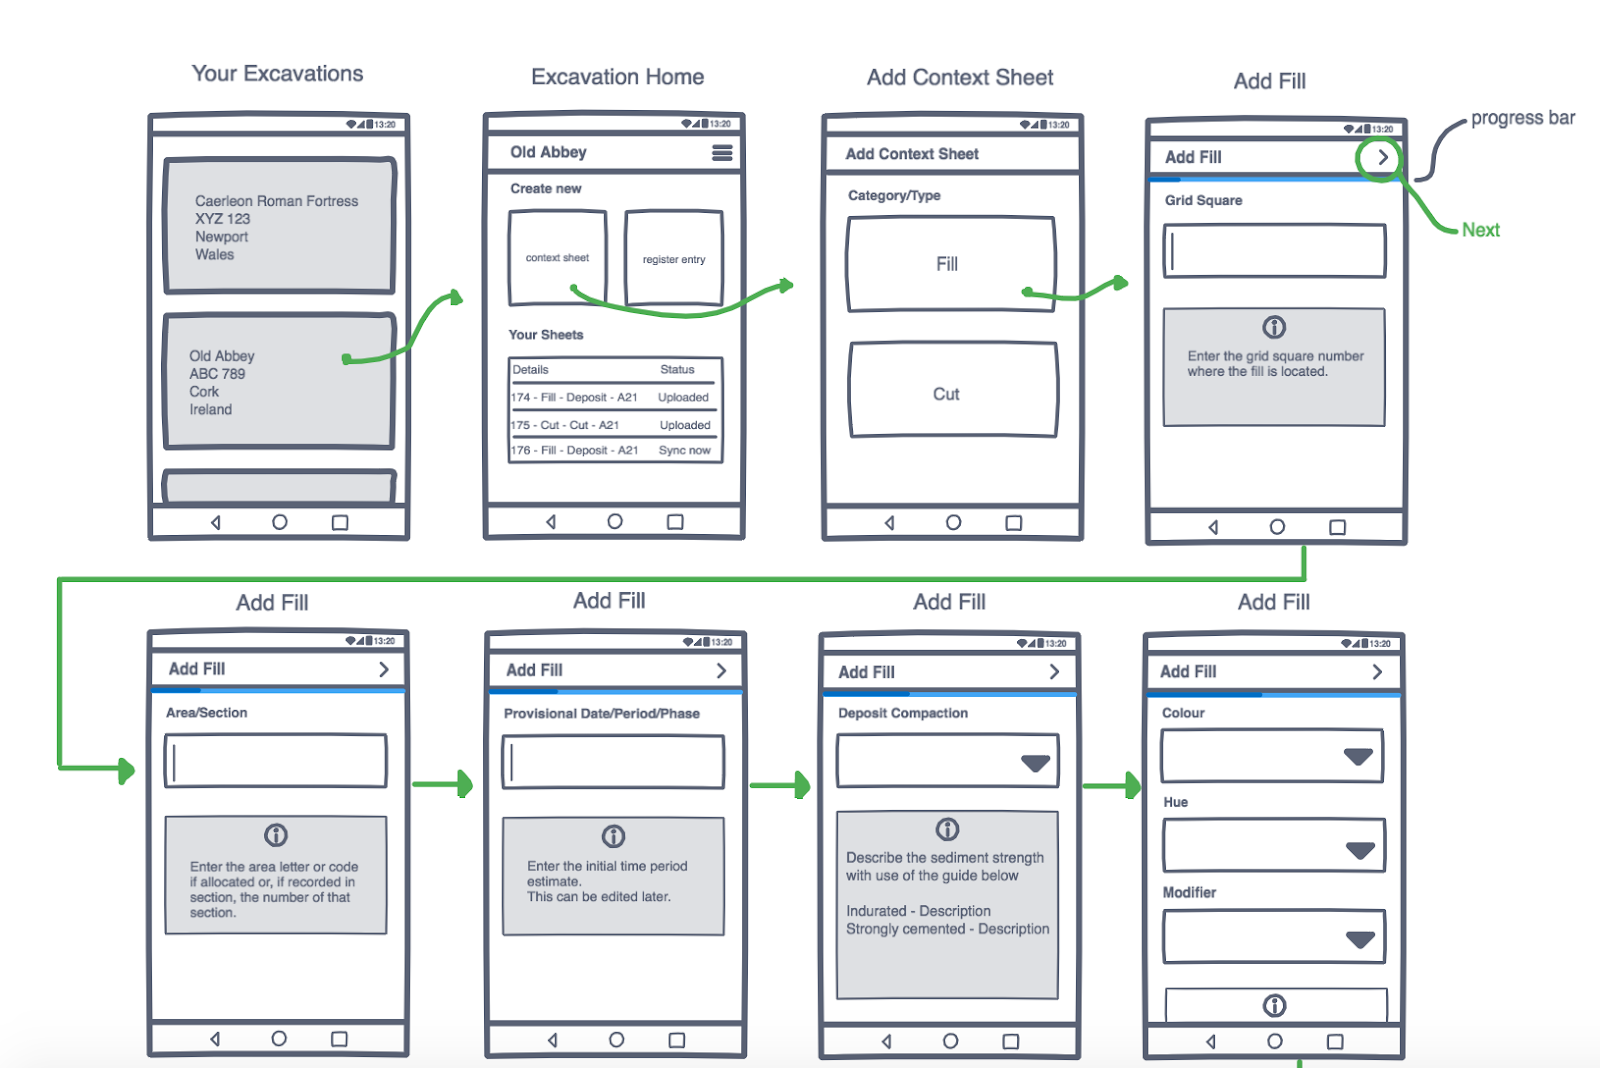 Your Excavations
13:20
Caerleon Roman Fortress
XYZ 123
Newport
Wales
Old Abbey
ABC 789
Cork
Ireland
Excavation Home
13:20
Old Abbey
Create new
context sheet
register entry
Your Sheets
Details Status
174 - Fill - Deposit - A21 Uploaded
175 - Cut - Cut - A21 Uploaded
176 - Fill - Deposit - A21 Sync now
Add Context Sheet
13:20
Add Context Sheet
Category/Type
Fill
Cut
Add Fill
13:20
Add Fill
progress bar
Next
Grid Square
Enter the grid square number
where the fill is located.
Add Fill
13:20
Add Fill
Area/Section
Enter the area letter or code
if allocated or, if recorded in
section, the number of that
section.
Add Fill
13:20
Add Fill
Provisional Date/Period/Phase
Enter the initial time period
estimate.
This can be edited later.
Add Fill
13:20
Add Fill
Deposit Compaction
Describe the sediment strength
with use of the guide below
Indurated - Description
Strongly cemented - Description
Add Fill
13:20
Add Fill
Colour
Hue
Modifier